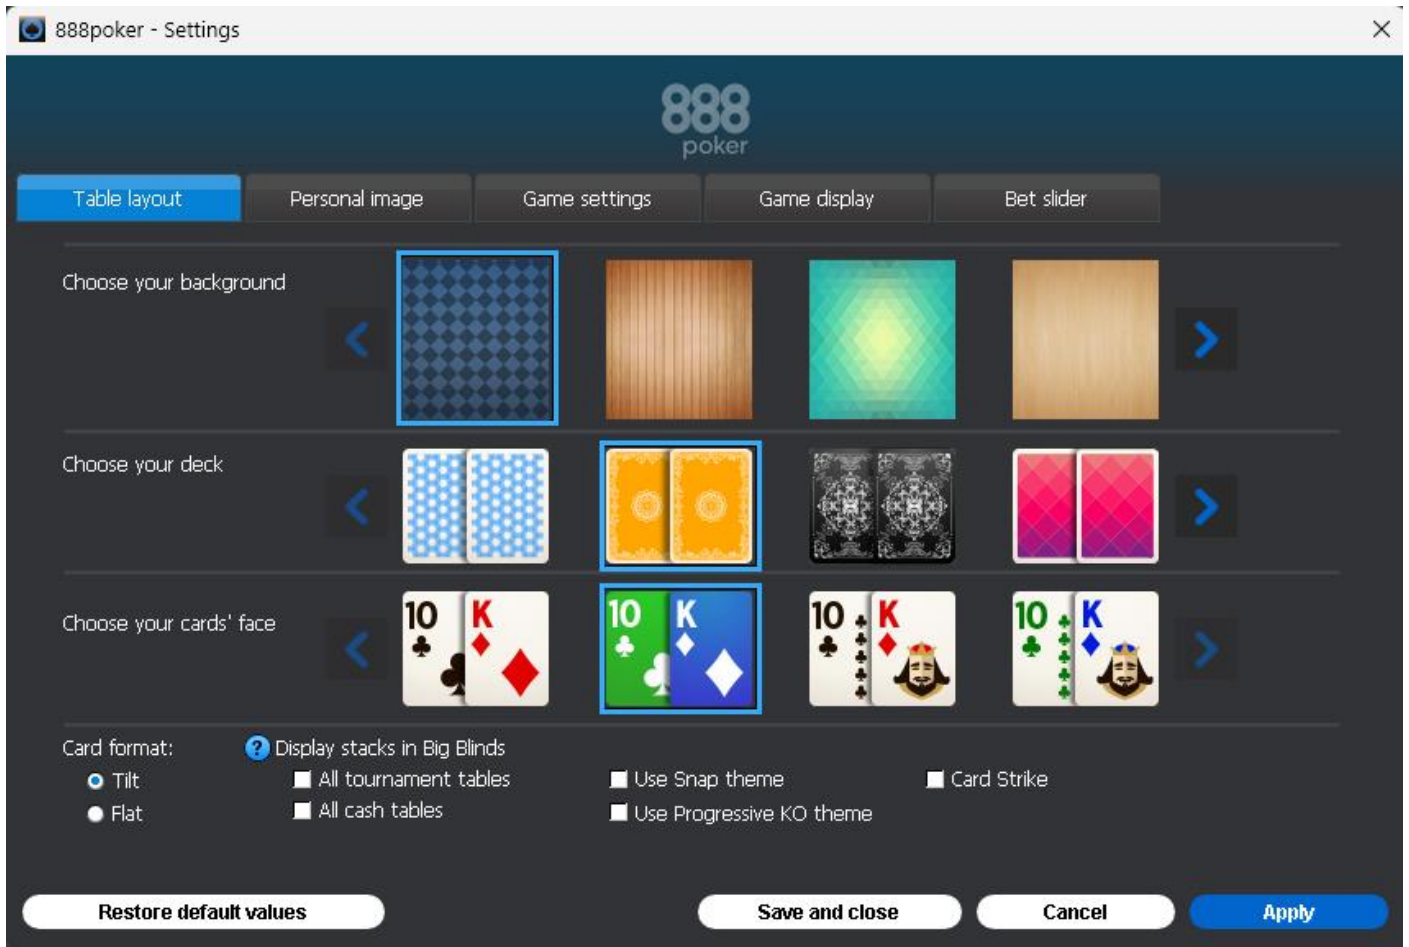 888poker - Settings
888
poker
Table layout
Personal image
Game settings
Game display
Bet slider
Choose your background
Choose your deck
Choose your cards' face
10 K
10 K
10 K
10 K
Card format:
Tilt
Flat
? Display stacks in Big Blinds
All tournament tables
All cash tables
Use Snap theme
Use Progressive KO theme
Card Strike
Restore default values
Save and close
Cancel
Apply